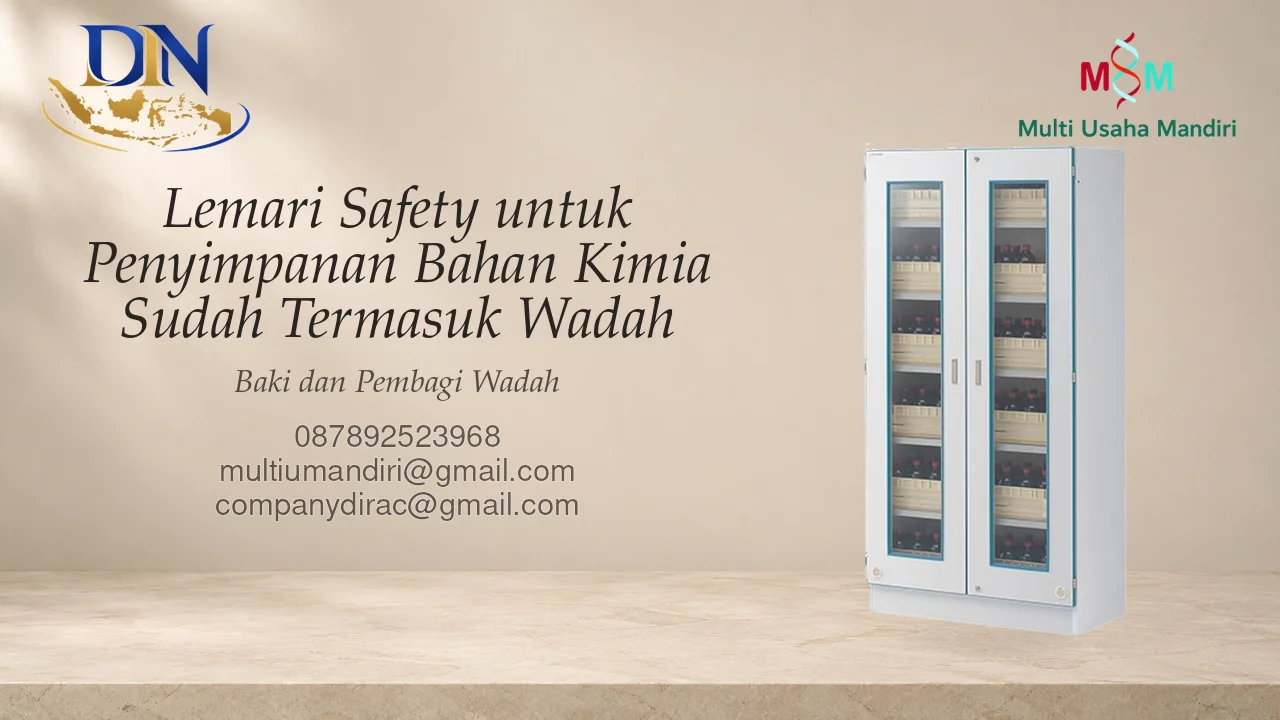 DIN
M M
Multi Usaha Mandiri
Lemari Safety untuk
Penyimpanan Bahan Kimia
Sudah Termasuk Wadah
Baki dan Pembagi Wadah
087892523968
multiumandiri@gmail.com
companydirac@gmail.com